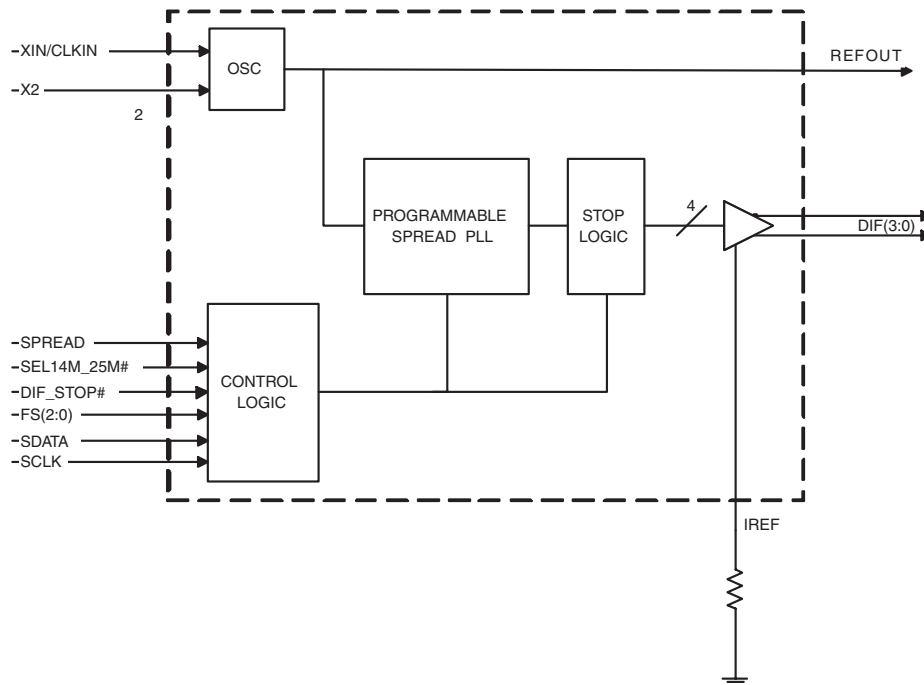 XIN/CLKIN
OSC
REFOUT
X2
2
PROGRAMMABLE
SPREAD PLL
STOP
LOGIC
4
DIF(3:0)
SPREAD
SEL14M_25M#
DIF_STOP#
FS(2:0)
SDATA
SCLK
CONTROL
LOGIC
IREF